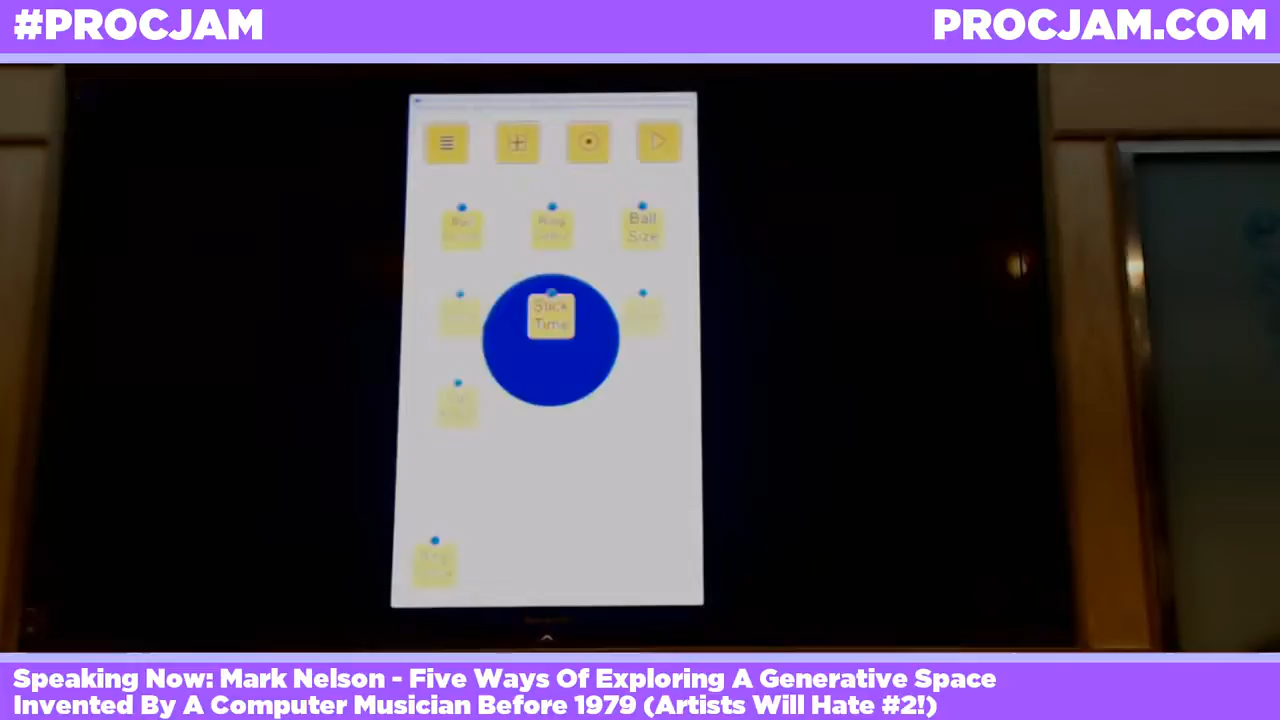 #PROCJAM
PROCJAM.COM
Ball
Size
Stick
Time
Speaking Now: Mark Nelson - Five Ways Of Exploring A Generative Space
Invented By A Computer Musician Before 1979 (Artists Will Hate #2!)